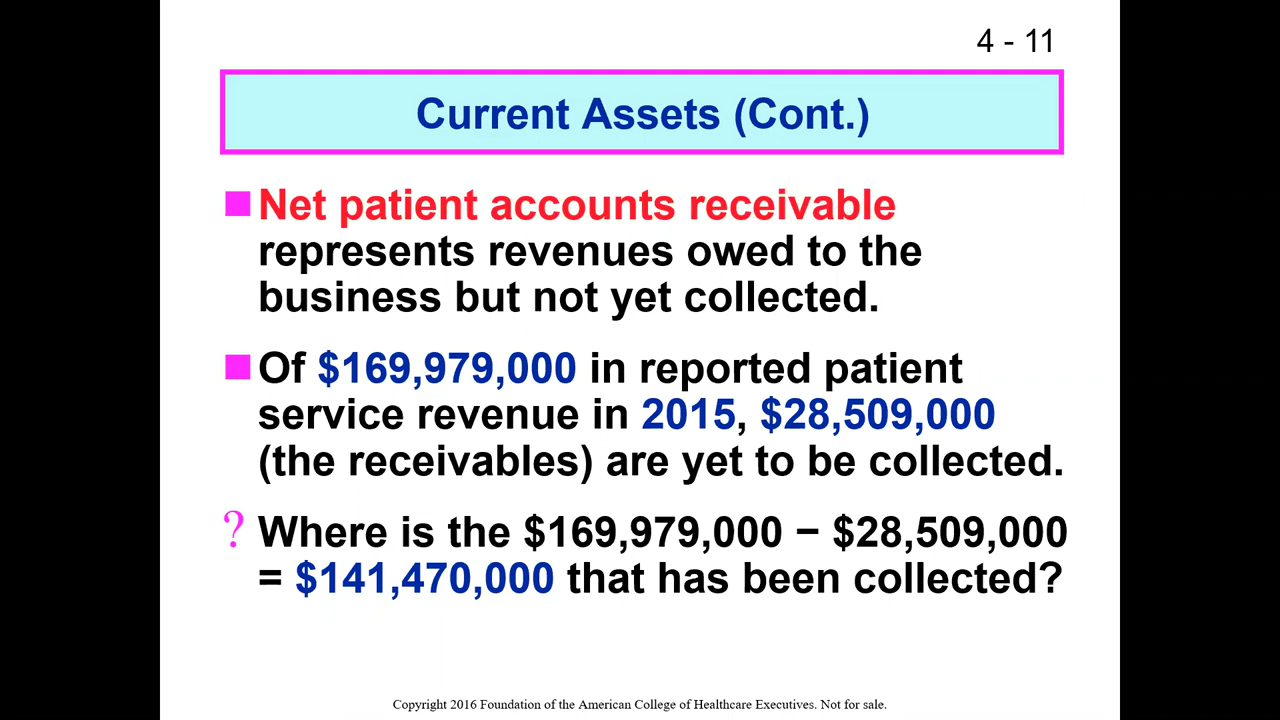 4 - 11
Current Assets (Cont.)
Net patient accounts receivable
represents revenues owed to the
business but not yet collected.
Of $169,979,000 in reported patient
service revenue in 2015, $28,509,000
(the receivables) are yet to be collected.
? Where is the $169,979,000 − $28,509,000
= $141,470,000 that has been collected?
Copyright 2016 Foundation of the American College of Healthcare Executives. Not for sale.